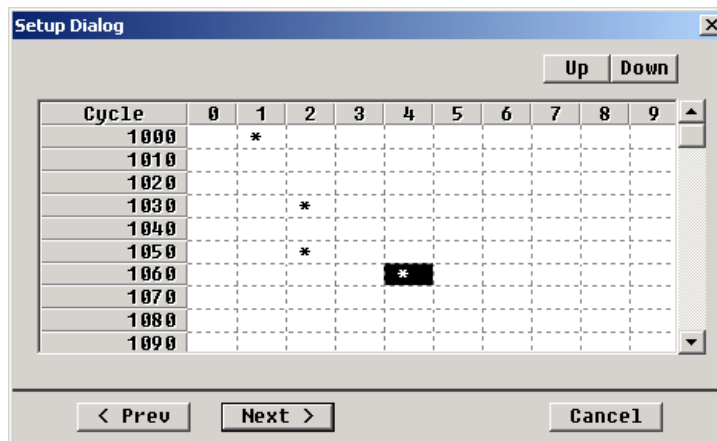 Setup Dialog
Up Down
Cycle 0 1 2 3 4 5 6 7 8 9
1000 *
1010
1020
1030 *
1040
1050 *
1060 *
1070
1080
1090
< Prev Next > Cancel